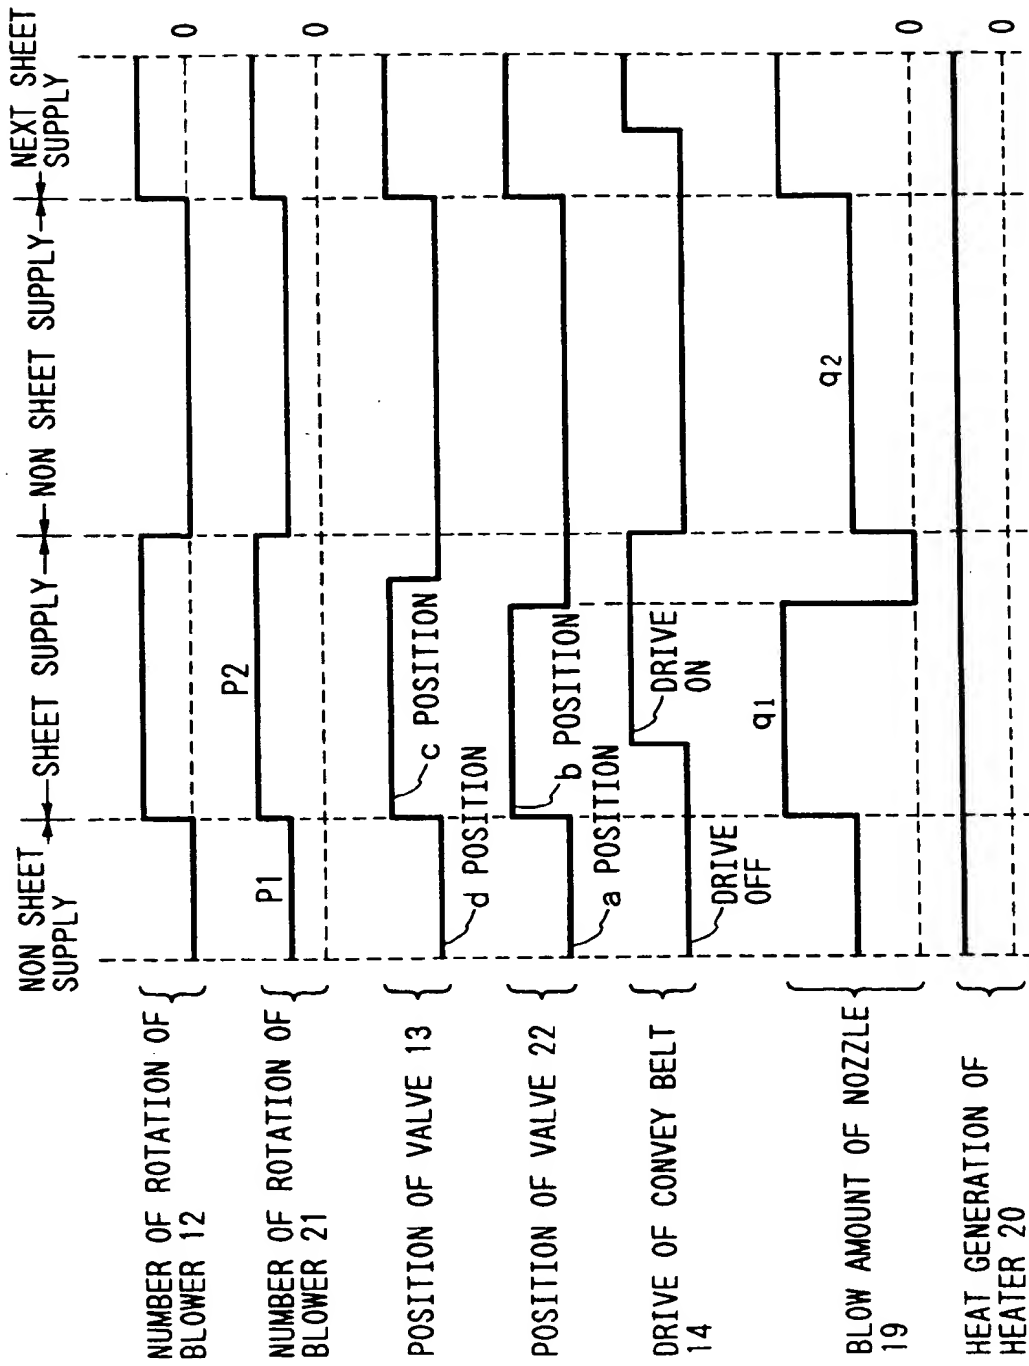 NON SHEET
SUPPLY
SHEET SUPPLY
NON SHEET SUPPLY
NEXT SHEET
SUPPLY
NUMBER OF ROTATION OF
BLOWER 12
0
NUMBER OF ROTATION OF
BLOWER 21
P1
P2
0
POSITION OF VALVE 13
d POSITION
c POSITION
POSITION OF VALVE 22
a POSITION
b POSITION
DRIVE OF CONVEY BELT
14
DRIVE
OFF
DRIVE
ON
BLOW AMOUNT OF NOZZLE
19
q1
q2
0
HEAT GENERATION OF
HEATER 20
0